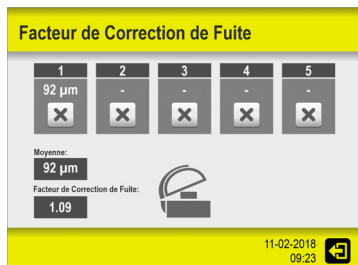 Facteur de Correction de Fuite
1 2 3 4 5
92 µm - - - -
Moyenne:
92 µm
Facteur de Correction de Fuite:
1.09
11-02-2018
09:23